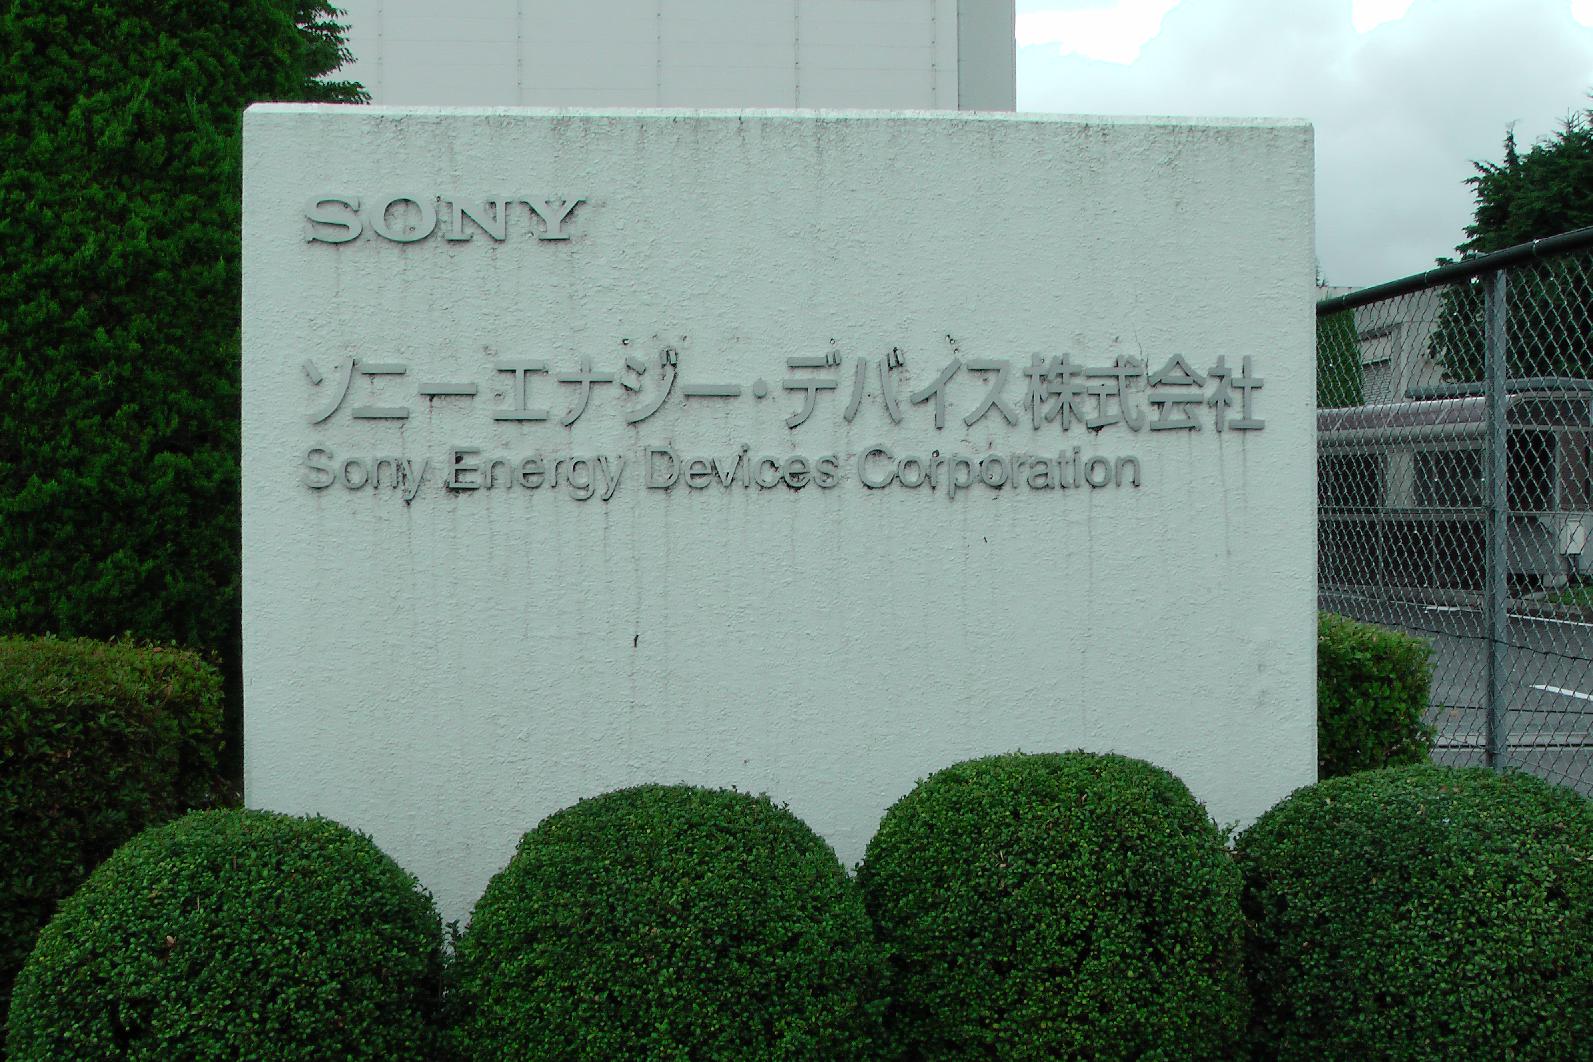 SONY
ソニーエナジー・デバイス株式会社
Sony Energy Devices Corporation